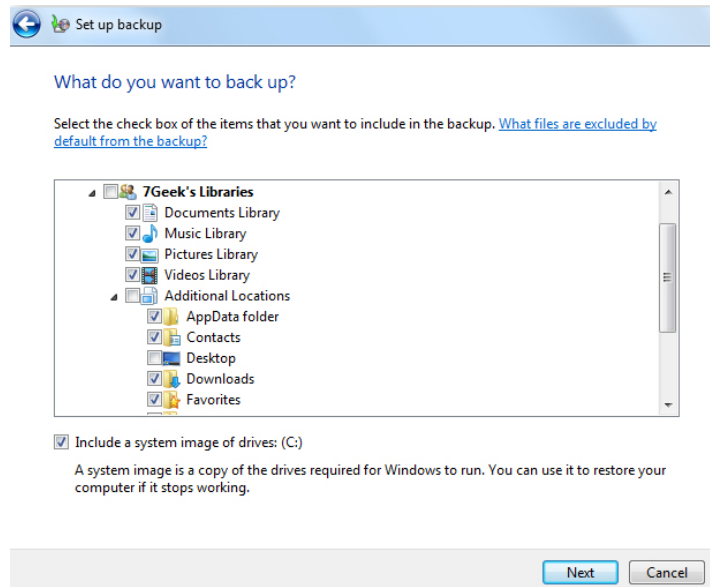 Set up backup
What do you want to back up?
Select the check box of the items that you want to include in the backup. What files are excluded by
default from the backup?
7Geek's Libraries
Documents Library
Music Library
Pictures Library
Videos Library
Additional Locations
AppData folder
Contacts
Desktop
Downloads
Favorites
Include a system image of drives: (C:)
A system image is a copy of the drives required for Windows to run. You can use it to restore your
computer if it stops working.
Next Cancel